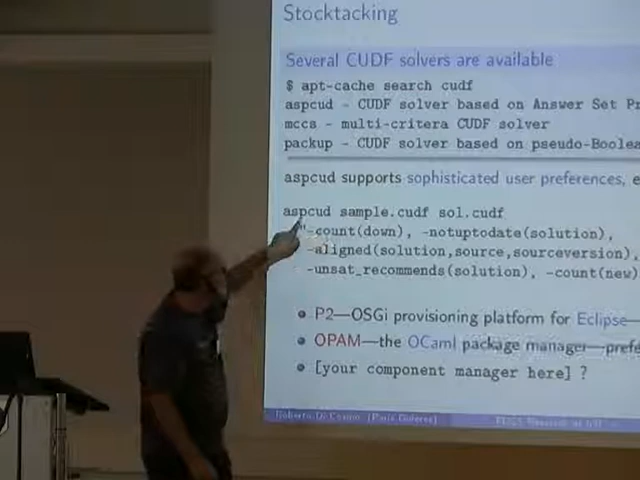 Stocktacking
Several CUDF solvers are available
$ apt-cache search cudf
aspcud - CUDF solver based on Answer Set Pr
mccs - multi-critera CUDF solver
packup - CUDF solver based on pseudo-Boolea
aspcud supports sophisticated user preferences, e
aspcud sample.cudf sol.cudf
"-count(down), -notuptodate(solution),
-aligned(solution,source,sourceversion),
-unsat_recommends(solution), -count(new)
• P2—OSGi provisioning platform for Eclipse—
• OPAM—the OCaml package manager—prefe
• [your component manager here] ?
Roberto Di Cosmo (Paris Diderot)